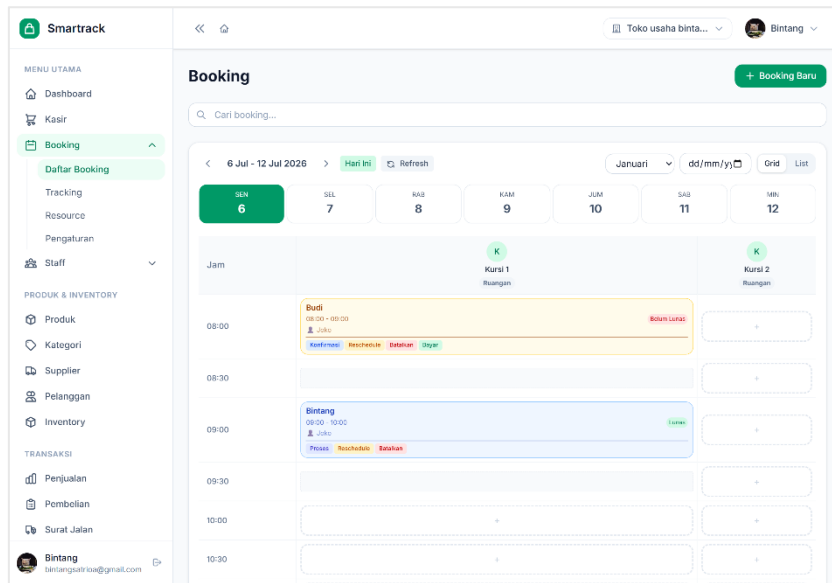 Smartrack
Toko usaha binta...
Bintang
MENU UTAMA
Dashboard
Kasir
Booking
Daftar Booking
Tracking
Resource
Pengaturan
Staff
PRODUK & INVENTORY
Produk
Kategori
Supplier
Pelanggan
Inventory
TRANSAKSI
Penjualan
Pembelian
Surat Jalan
Bintang
bintangsatrioa@gmail.com
Booking
+ Booking Baru
Cari booking...
6 Jul - 12 Jul 2026
Hari Ini
Refresh
Januari
dd/mm/yy
Grid
List
SEN
6
SEL
7
RAB
8
KAM
9
JUM
10
SAB
11
MIN
12
Jam
K
Kursi 1
Ruangan
K
Kursi 2
Ruangan
08:00
Budi
08:00 - 09:00
Belum Lunas
Joko
Konfirmasi Reschedule Batalkan Bayar
+
08:30
+
09:00
Bintang
09:00 - 10:00
Lunas
Joko
Proses Reschedule Batalkan
+
09:30
+
10:00
+
+
10:30
+
+